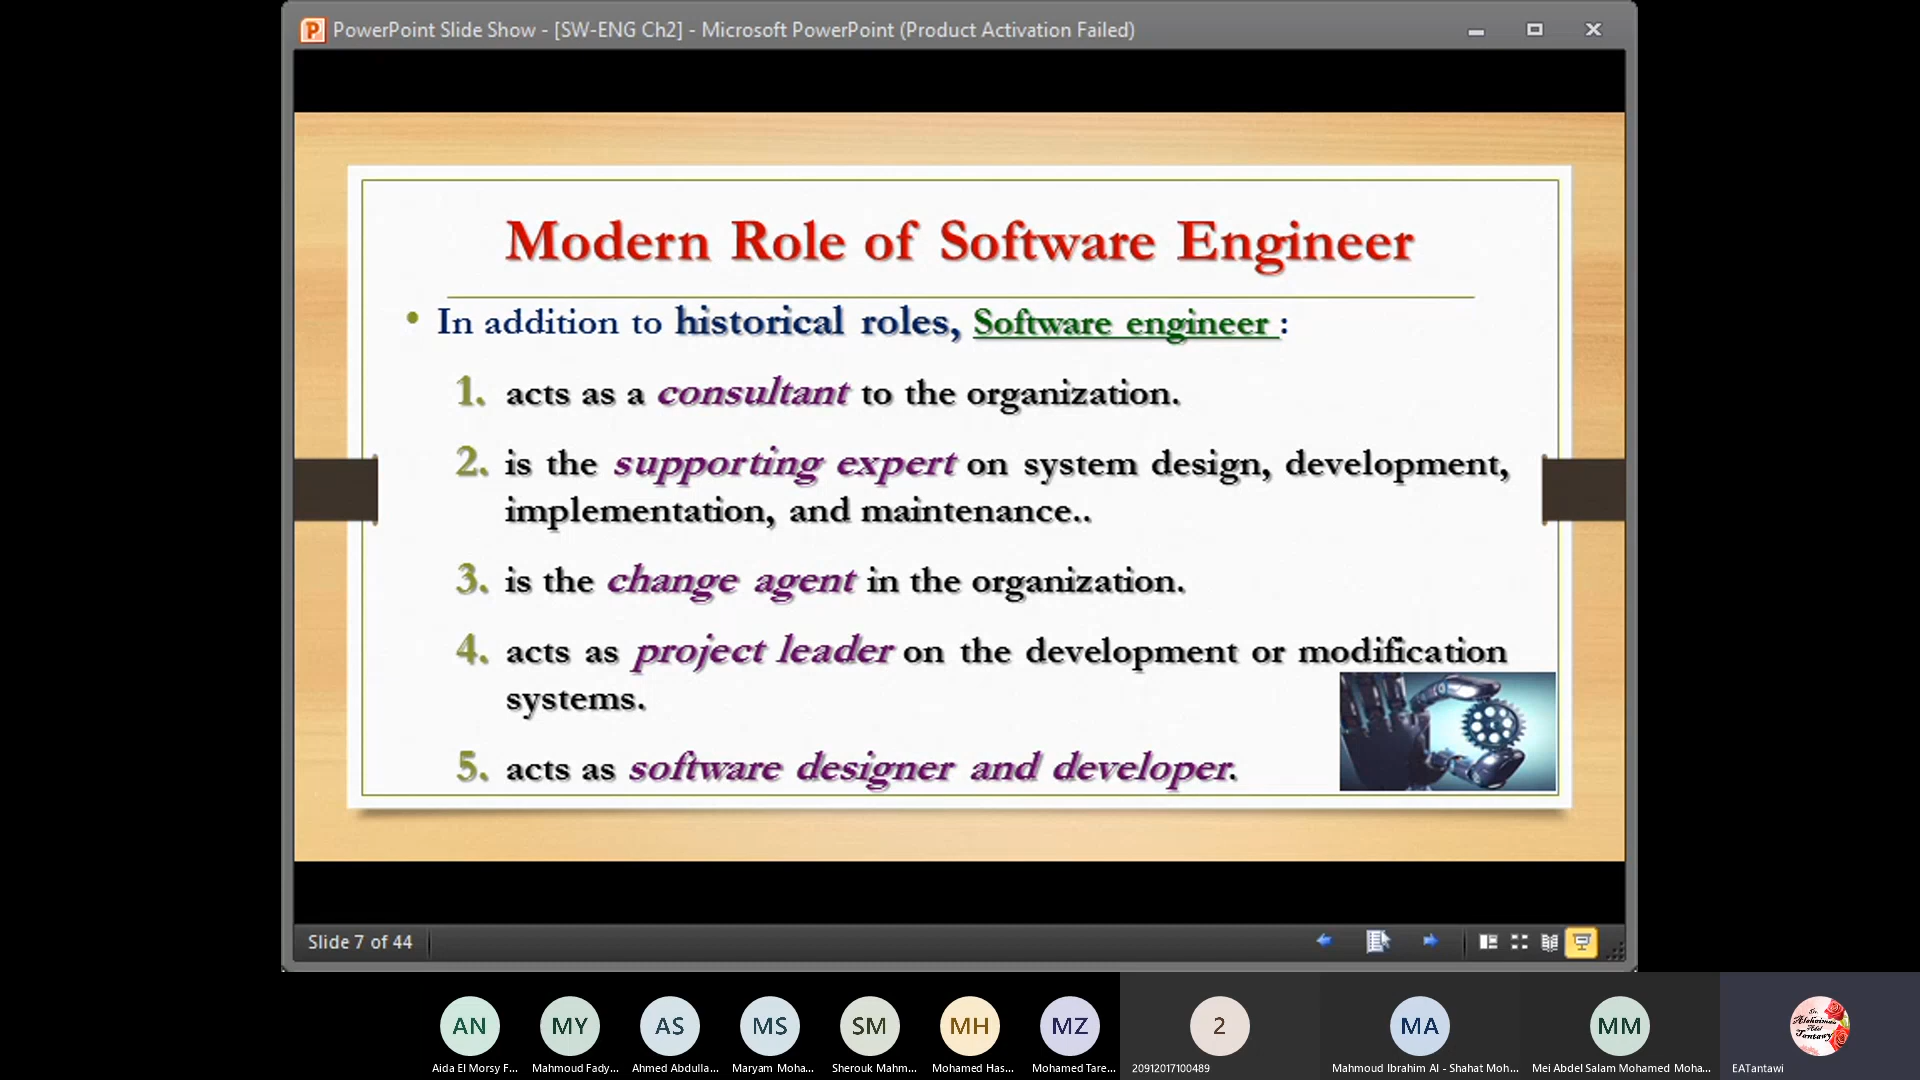 PowerPoint Slide Show - [SW-ENG Ch2] - Microsoft PowerPoint (Product Activation Failed)
Modern Role of Software Engineer
• In addition to historical roles, Software engineer :
1. acts as a consultant to the organization.
2. is the supporting expert on system design, development,
implementation, and maintenance..
3. is the change agent in the organization.
4. acts as project leader on the development or modification
systems.
5. acts as software designer and developer.
Slide 7 of 44
AN MY AS MS SM MH MZ 2 MA MM
Aida El Morsy F... Mahmoud Fady... Ahmed Abdulla... Maryam Moha... Sherouk Mahm... Mohamed Has... Mohamed Tare... 20912017100489 Mahmoud Ibrahim Al - Shahat Moh... Mei Abdel Salam Mohamed Moha... EATantawi